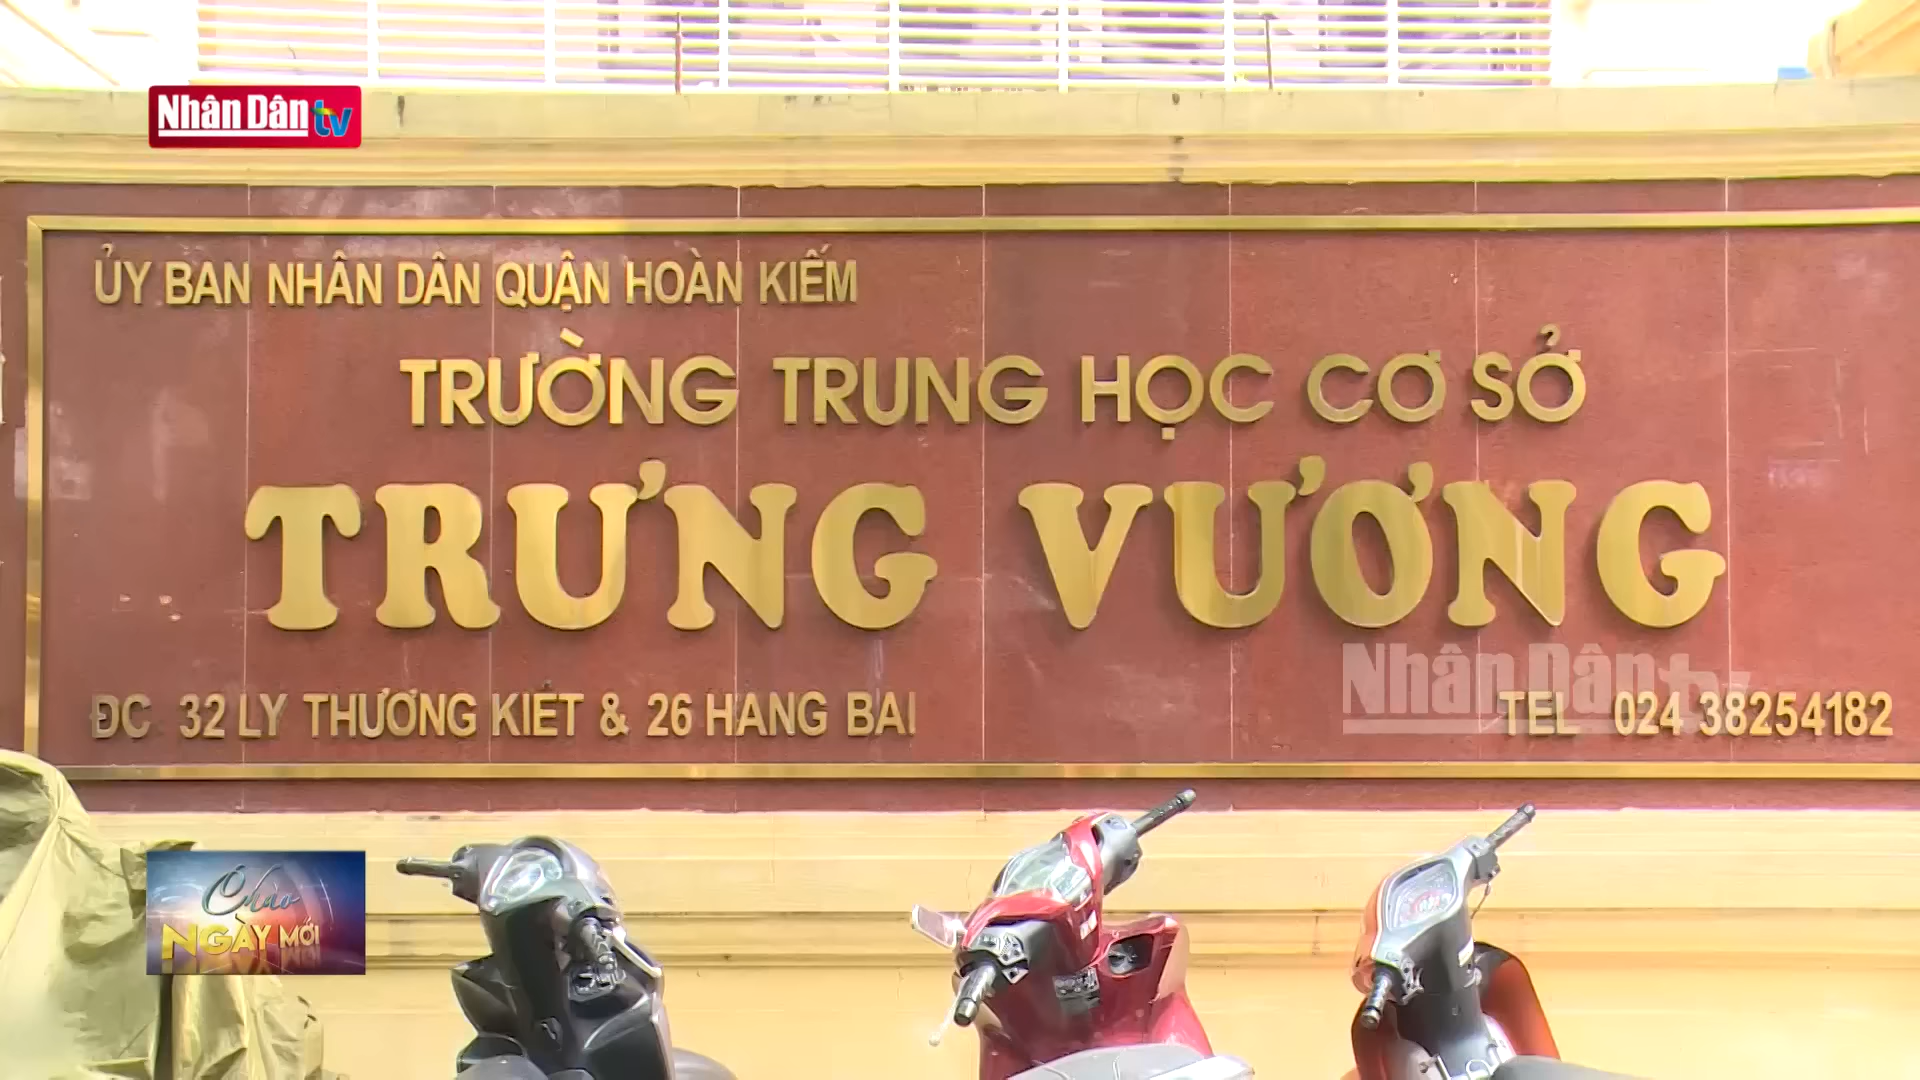 Nhân Dân tv
ỦY BAN NHÂN DÂN QUẬN HOÀN KIẾM
TRƯỜNG TRUNG HỌC CƠ SỞ
TRƯNG VƯƠNG
Nhân Dân tv
ĐC 32 LY THƯƠNG KIÊT & 26 HANG BAI TEL 024 38254182
Chào
NGÀY MỚI